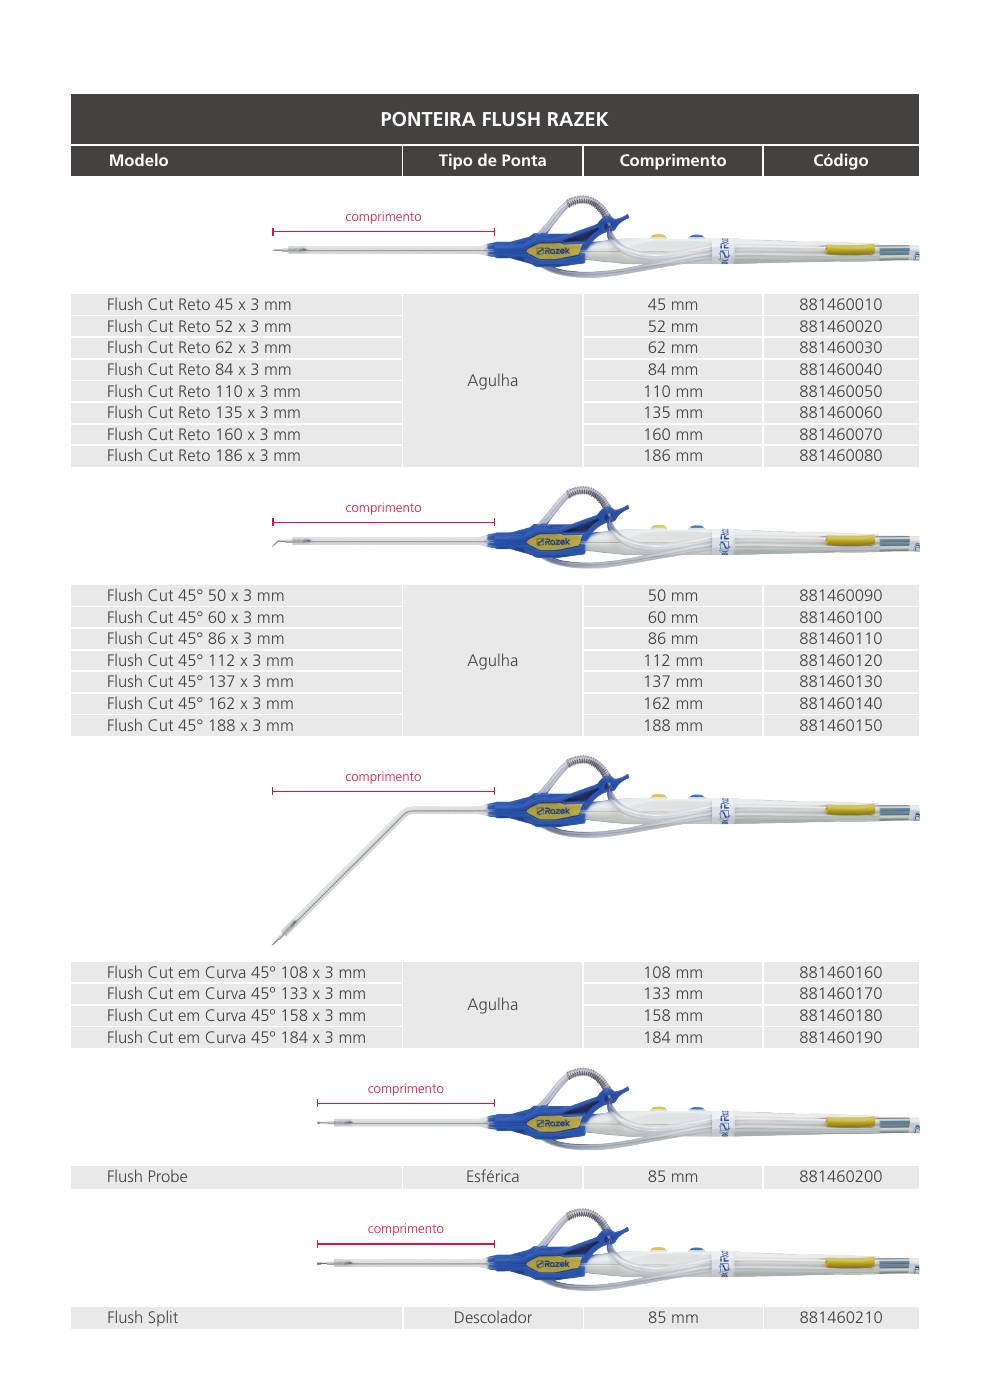 PONTEIRA FLUSH RAZEK
Modelo Tipo de Ponta Comprimento Código
comprimento
Razek
Flush Cut Reto 45 x 3 mm 45 mm 881460010
Flush Cut Reto 52 x 3 mm 52 mm 881460020
Flush Cut Reto 62 x 3 mm 62 mm 881460030
Flush Cut Reto 84 x 3 mm 84 mm 881460040
Agulha
Flush Cut Reto 110 x 3 mm 110 mm 881460050
Flush Cut Reto 135 x 3 mm 135 mm 881460060
Flush Cut Reto 160 x 3 mm 160 mm 881460070
Flush Cut Reto 186 x 3 mm 186 mm 881460080
comprimento
Razek
Flush Cut 45° 50 x 3 mm 50 mm 881460090
Flush Cut 45° 60 x 3 mm 60 mm 881460100
Flush Cut 45° 86 x 3 mm 86 mm 881460110
Flush Cut 45° 112 x 3 mm Agulha 112 mm 881460120
Flush Cut 45° 137 x 3 mm 137 mm 881460130
Flush Cut 45° 162 x 3 mm 162 mm 881460140
Flush Cut 45° 188 x 3 mm 188 mm 881460150
comprimento
Razek
Flush Cut em Curva 45º 108 x 3 mm 108 mm 881460160
Flush Cut em Curva 45º 133 x 3 mm 133 mm 881460170
Agulha
Flush Cut em Curva 45º 158 x 3 mm 158 mm 881460180
Flush Cut em Curva 45º 184 x 3 mm 184 mm 881460190
comprimento
Razek
Flush Probe Esférica 85 mm 881460200
comprimento
Razek
Flush Split Descolador 85 mm 881460210